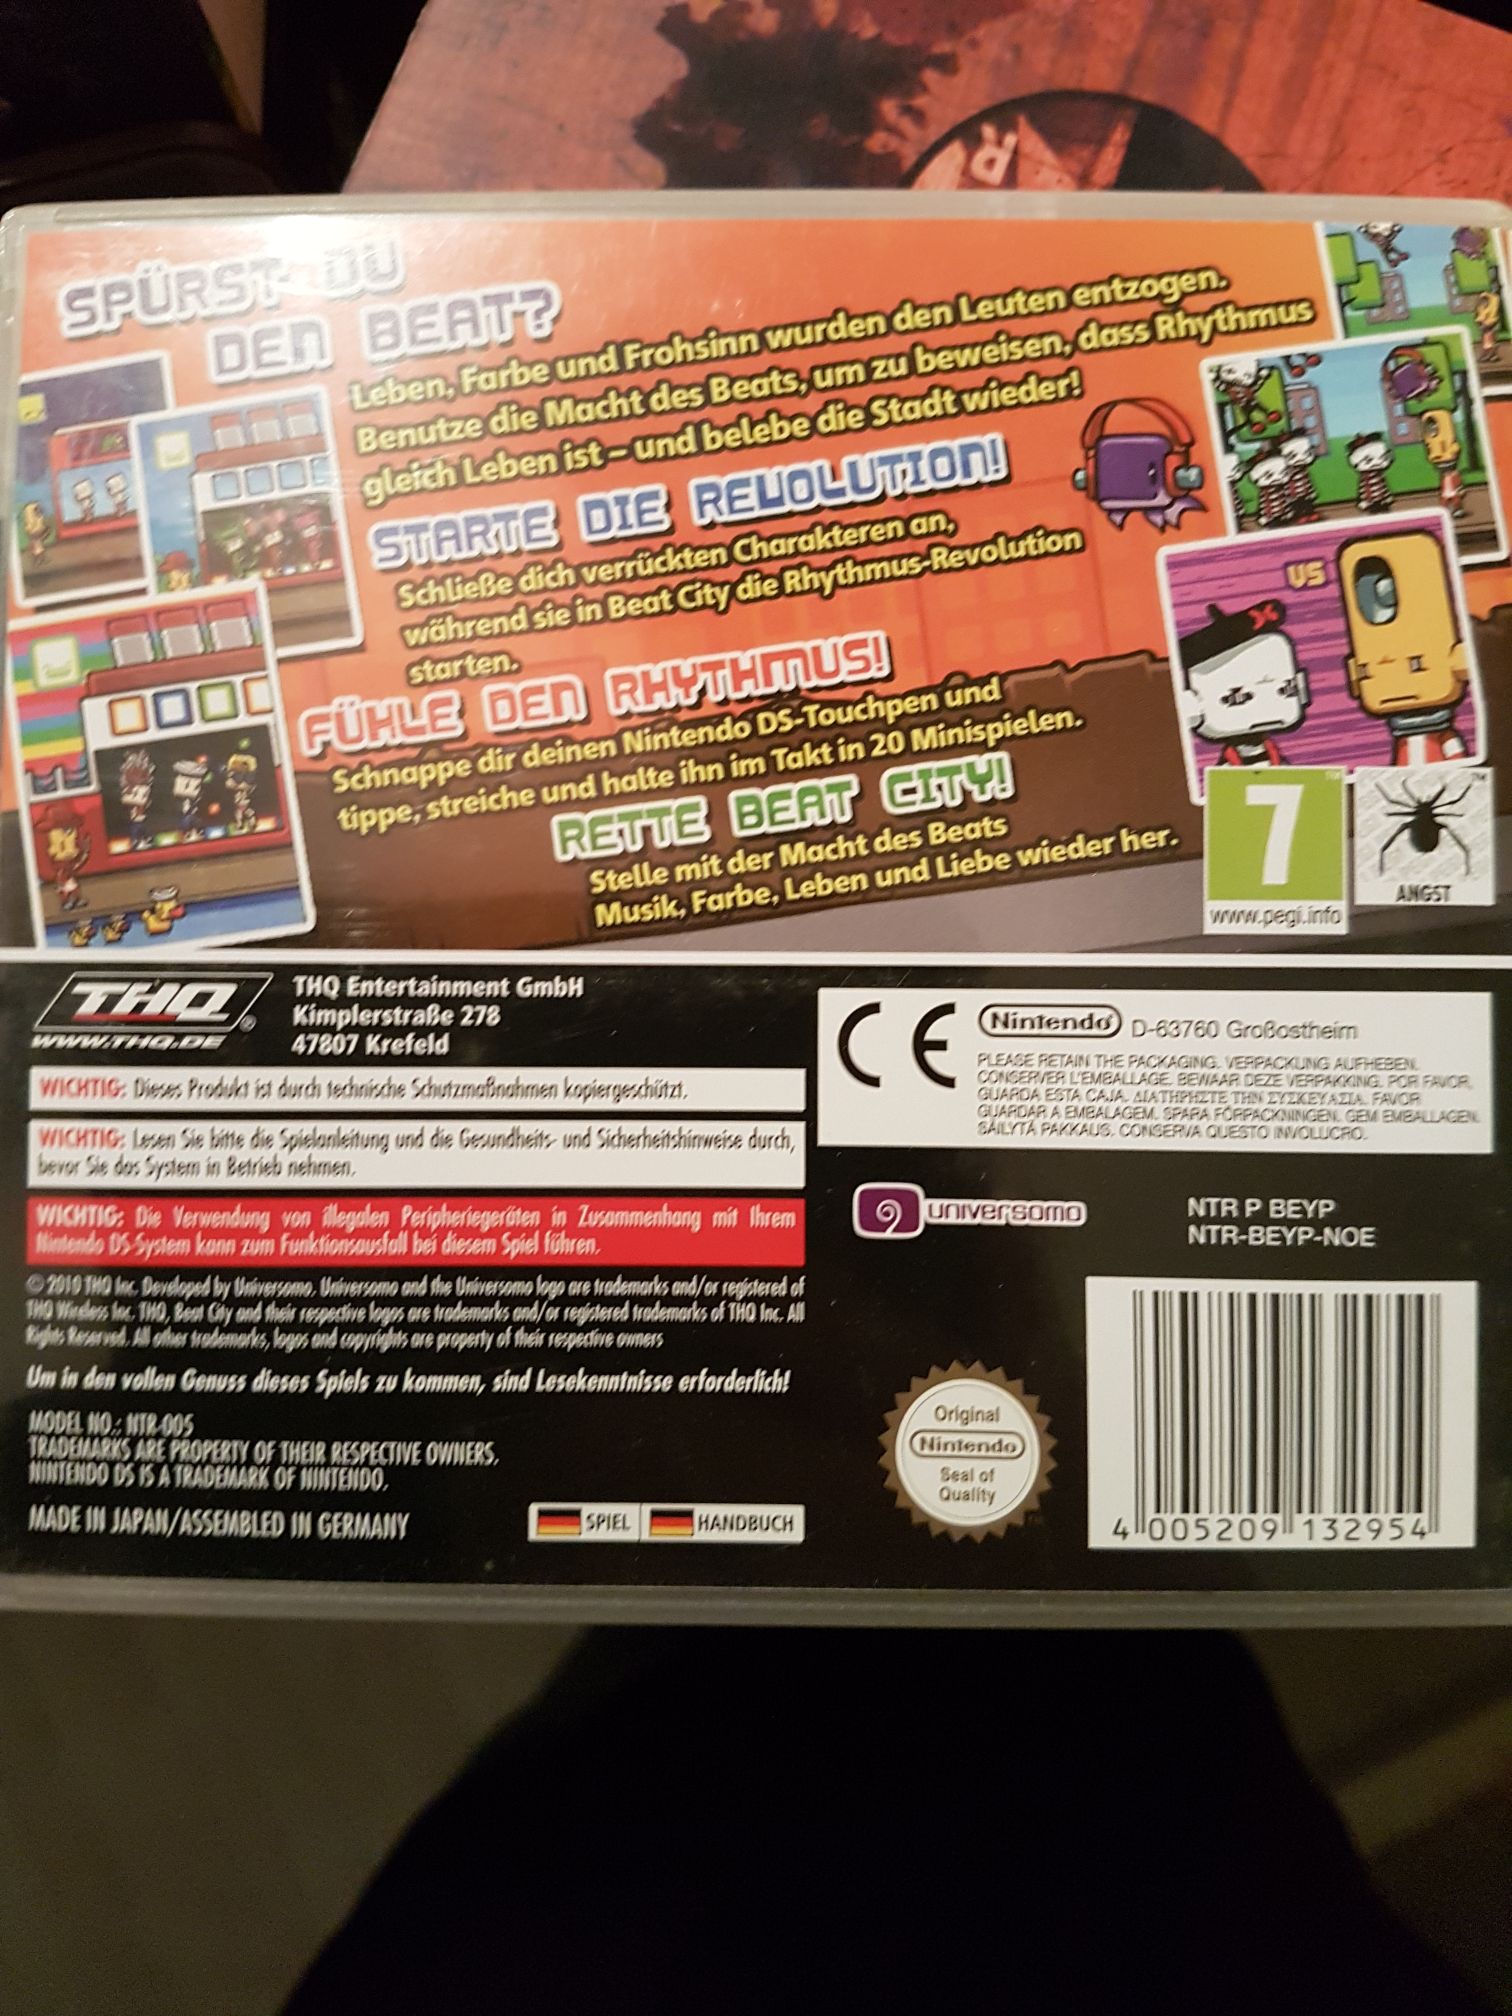 SPÜRST DU
DEN BEAT?
Leben, Farbe und Frohsinn wurden den Leuten entzogen.
Benutze die Macht des Beats, um zu beweisen, dass Rhythmus
gleich Leben ist – und belebe die Stadt wieder!
STARTE DIE REVOLUTION!
Schließe dich verrückten Charakteren an,
während sie in Beat City die Rhythmus-Revolution
starten.
FÜHLE DEN RHYTHMUS!
Schnappe dir deinen Nintendo DS-Touchpen und
tippe, streiche und halte ihn im Takt in 20 Minispielen.
RETTE BEAT CITY!
Stelle mit der Macht des Beats
Musik, Farbe, Leben und Liebe wieder her.
VS
7
www.pegi.info
ANGST
THQ
WWW.THQ.DE
THQ Entertainment GmbH
Kimplerstraße 278
47807 Krefeld
WICHTIG: Dieses Produkt ist durch technische Schutzmaßnahmen kopiergeschützt.
WICHTIG: Lesen Sie bitte die Spielanleitung und die Gesundheits- und Sicherheitshinweise durch,
bevor Sie das System in Betrieb nehmen.
WICHTIG: Die Verwendung von illegalen Peripheriegeräten in Zusammenhang mit Ihrem
Nintendo DS-System kann zum Funktionsausfall bei diesem Spiel führen.
© 2010 THQ Inc. Developed by Universomo. Universomo and the Universomo logo are trademarks and/or registered of
THQ Wireless Inc. THQ, Beat City and their respective logos are trademarks and/or registered trademarks of THQ Inc. All
Rights Reserved. All other trademarks, logos and copyrights are property of their respective owners
Um in den vollen Genuss dieses Spiels zu kommen, sind Lesekenntnisse erforderlich!
MODEL NO.: NTR-005
TRADEMARKS ARE PROPERTY OF THEIR RESPECTIVE OWNERS.
NINTENDO DS IS A TRADEMARK OF NINTENDO.
MADE IN JAPAN/ASSEMBLED IN GERMANY
SPIEL
HANDBUCH
CE
Nintendo D-63760 Großostheim
PLEASE RETAIN THE PACKAGING. VERPACKUNG AUFHEBEN.
CONSERVER L'EMBALLAGE. BEWAAR DEZE VERPAKKING. POR FAVOR,
GUARDA ESTA CAJA. ΔΙΑΤΗΡΗΣΤΕ ΤΗΝ ΣΥΣΚΕΥΑΣΙΑ. FAVOR
GUARDAR A EMBALAGEM. SPARA FÖRPACKNINGEN. GEM EMBALLAGEN.
SÄILYTÄ PAKKAUS. CONSERVA QUESTO INVOLUCRO.
universomo
NTR P BEYP
NTR-BEYP-NOE
Original
Nintendo
Seal of
Quality
4 005209 132954